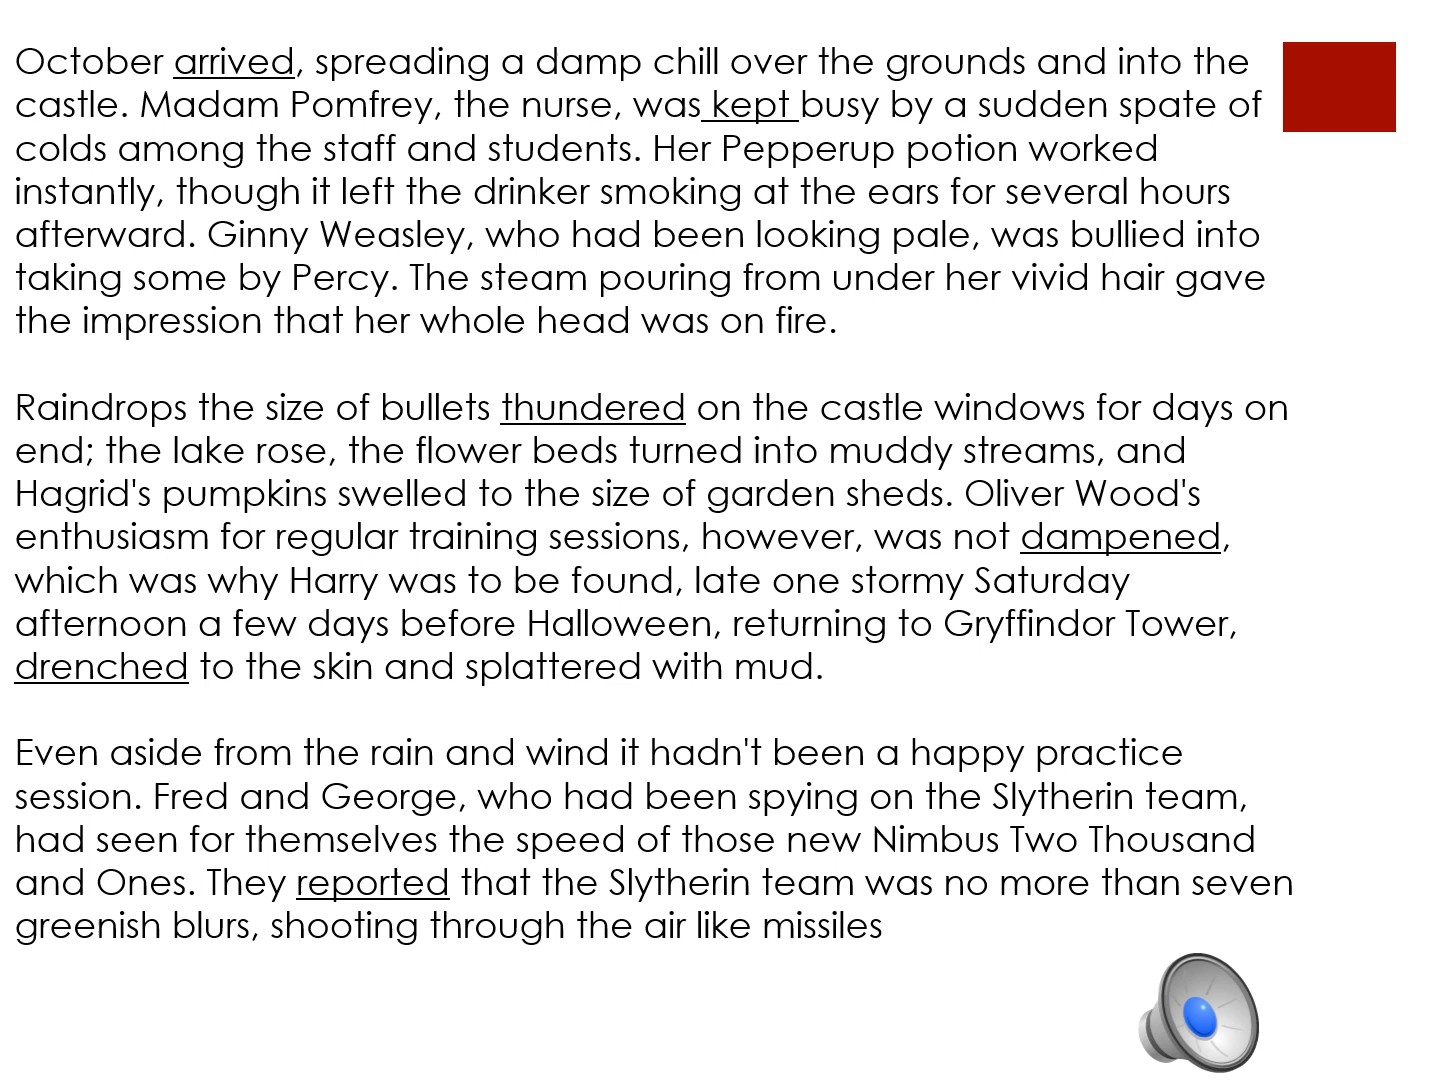 October arrived, spreading a damp chill over the grounds and into the
castle. Madam Pomfrey, the nurse, was kept busy by a sudden spate of
colds among the staff and students. Her Pepperup potion worked
instantly, though it left the drinker smoking at the ears for several hours
afterward. Ginny Weasley, who had been looking pale, was bullied into
taking some by Percy. The steam pouring from under her vivid hair gave
the impression that her whole head was on fire.

Raindrops the size of bullets thundered on the castle windows for days on
end; the lake rose, the flower beds turned into muddy streams, and
Hagrid's pumpkins swelled to the size of garden sheds. Oliver Wood's
enthusiasm for regular training sessions, however, was not dampened,
which was why Harry was to be found, late one stormy Saturday
afternoon a few days before Halloween, returning to Gryffindor Tower,
drenched to the skin and splattered with mud.

Even aside from the rain and wind it hadn't been a happy practice
session. Fred and George, who had been spying on the Slytherin team,
had seen for themselves the speed of those new Nimbus Two Thousand
and Ones. They reported that the Slytherin team was no more than seven
greenish blurs, shooting through the air like missiles